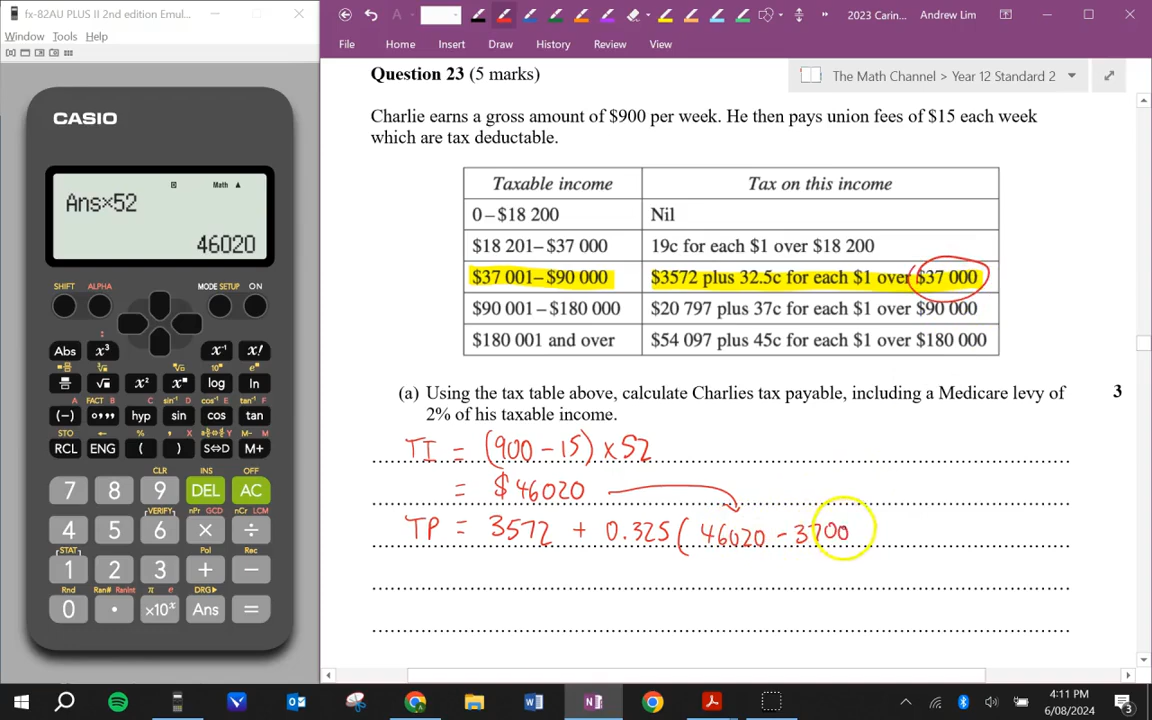 fx-82AU PLUS II 2nd edition Emul
Window Tools Help
CASIO
Math
Ans×52
46020
SHIFT ALPHA MODE SETUP ON
Abs x³ x⁻¹ x!
√ x² log ln
(−) hyp sin cos tan
RCL ENG ( ) S⇔D M+
7 8 9 DEL AC
4 5 6 × ÷
1 2 3 + −
0 . ×10ˣ Ans =
2023 Carin... Andrew Lim
File Home Insert Draw History Review View
The Math Channel > Year 12 Standard 2
Question 23 (5 marks)
Charlie earns a gross amount of $900 per week. He then pays union fees of $15 each week
which are tax deductable.
Taxable income Tax on this income
0 – $18 200 Nil
$18 201 – $37 000 19c for each $1 over $18 200
$37 001 – $90 000 $3572 plus 32.5c for each $1 over $37 000
$90 001 – $180 000 $20 797 plus 37c for each $1 over $90 000
$180 001 and over $54 097 plus 45c for each $1 over $180 000
(a) Using the tax table above, calculate Charlies tax payable, including a Medicare levy of 3
2% of his taxable income.
TI = (900 − 15) × 52
= $46020
TP = 3572 + 0.325 ( 46020 − 3700
4:11 PM
6/08/2024